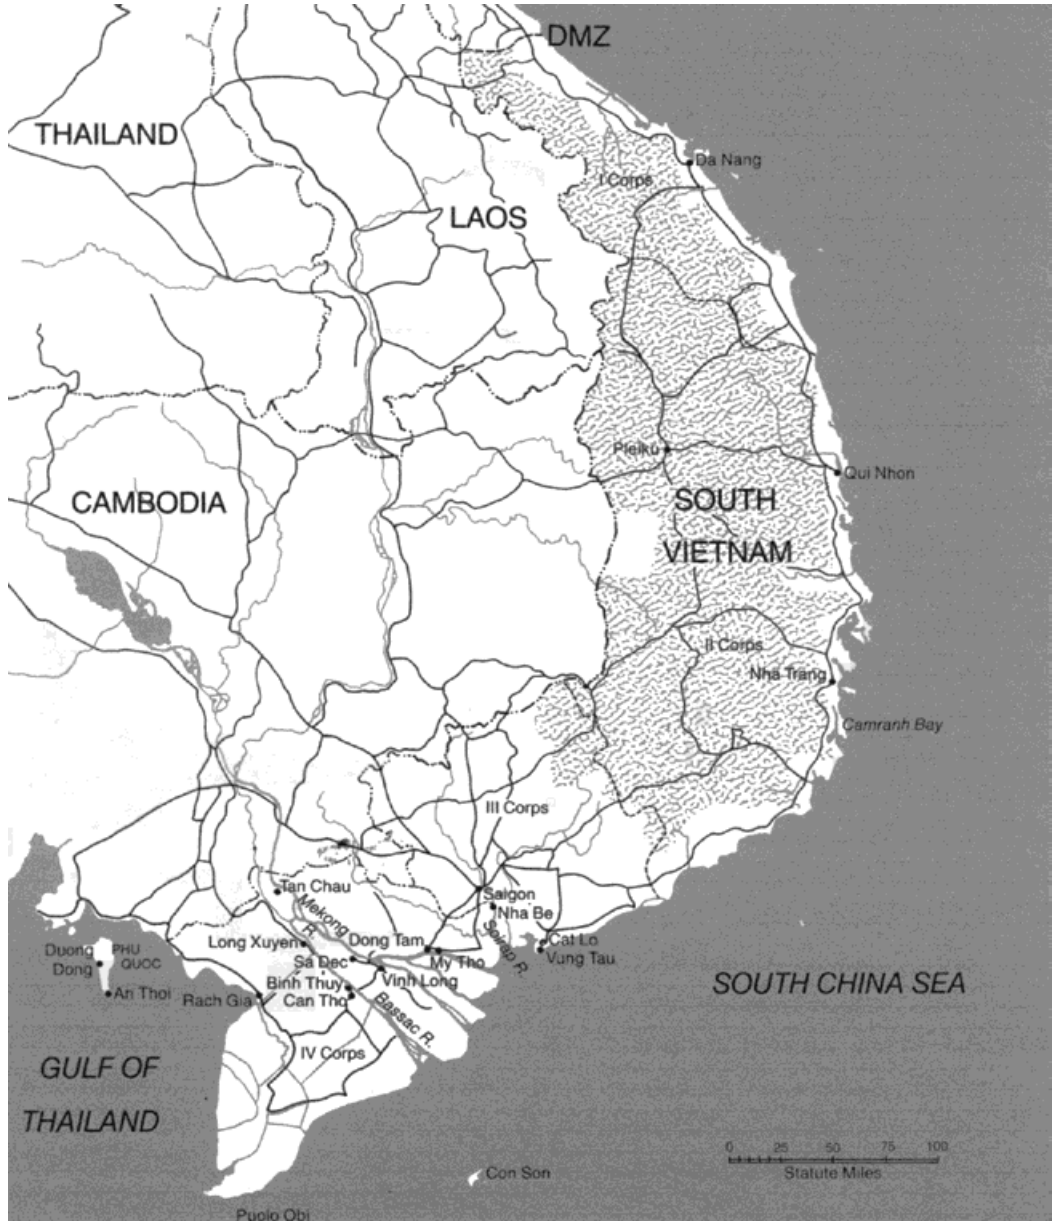 DMZ
THAILAND
Da Nang
I Corps
LAOS
Pleiku
Qui Nhon
CAMBODIA
SOUTH
VIETNAM
II Corps
Nha Trang
Camranh Bay
III Corps
Tan Chau
Saigon
Nha Be
Mekong
R.
Soirap R.
Long Xuyen
Dong Tam
Cat Lo
Vung Tau
Duong
Dong
PHU
QUOC
Sa Dec
My Tho
Vinh Long
An Thoi
Rach Gia
Binh Thuy
Can Tho
Bassac R.
SOUTH CHINA SEA
IV Corps
GULF OF
THAILAND
0 25 50 75 100
Statute Miles
Con Son
Puolo Obi